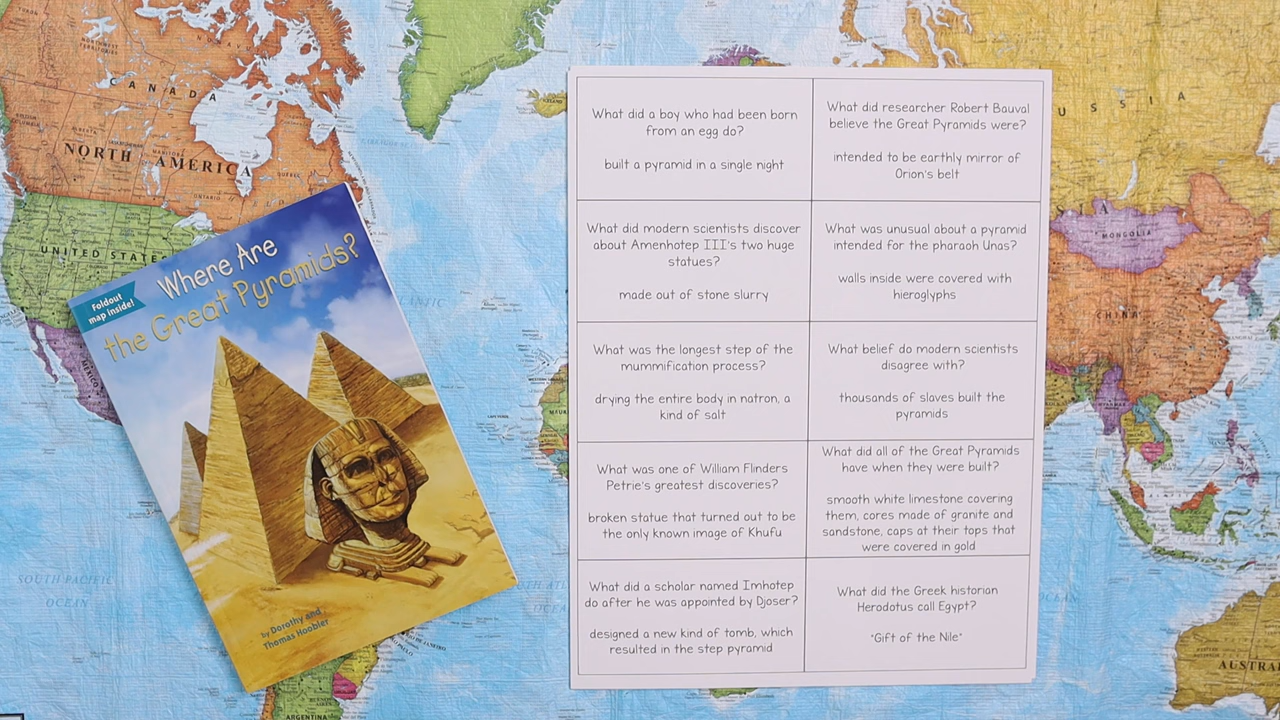 CANADA
NORTH AMERICA
UNITED STATES
MEXICO
SOUTH PACIFIC
OCEAN
ARGENTINA
RUSSIA
MONGOLIA
CHINA
Foldout
map inside!
Where Are
the Great Pyramids?
by Dorothy and
Thomas Hoobler
What did a boy who had been born
from an egg do?
built a pyramid in a single night
What did researcher Robert Bauval
believe the Great Pyramids were?
intended to be earthly mirror of
Orion's belt
What did modern scientists discover
about Amenhotep III's two huge
statues?
made out of stone slurry
What was unusual about a pyramid
intended for the pharaoh Unas?
walls inside were covered with
hieroglyphs
What was the longest step of the
mummification process?
drying the entire body in natron, a
kind of salt
What belief do modern scientists
disagree with?
thousands of slaves built the
pyramids
What was one of William Flinders
Petrie's greatest discoveries?
broken statue that turned out to be
the only known image of Khufu
What did all of the Great Pyramids
have when they were built?
smooth white limestone covering
them, cores made of granite and
sandstone, caps at their tops that
were covered in gold
What did a scholar named Imhotep
do after he was appointed by Djoser?
designed a new kind of tomb, which
resulted in the step pyramid
What did the Greek historian
Herodotus call Egypt?
"Gift of the Nile"